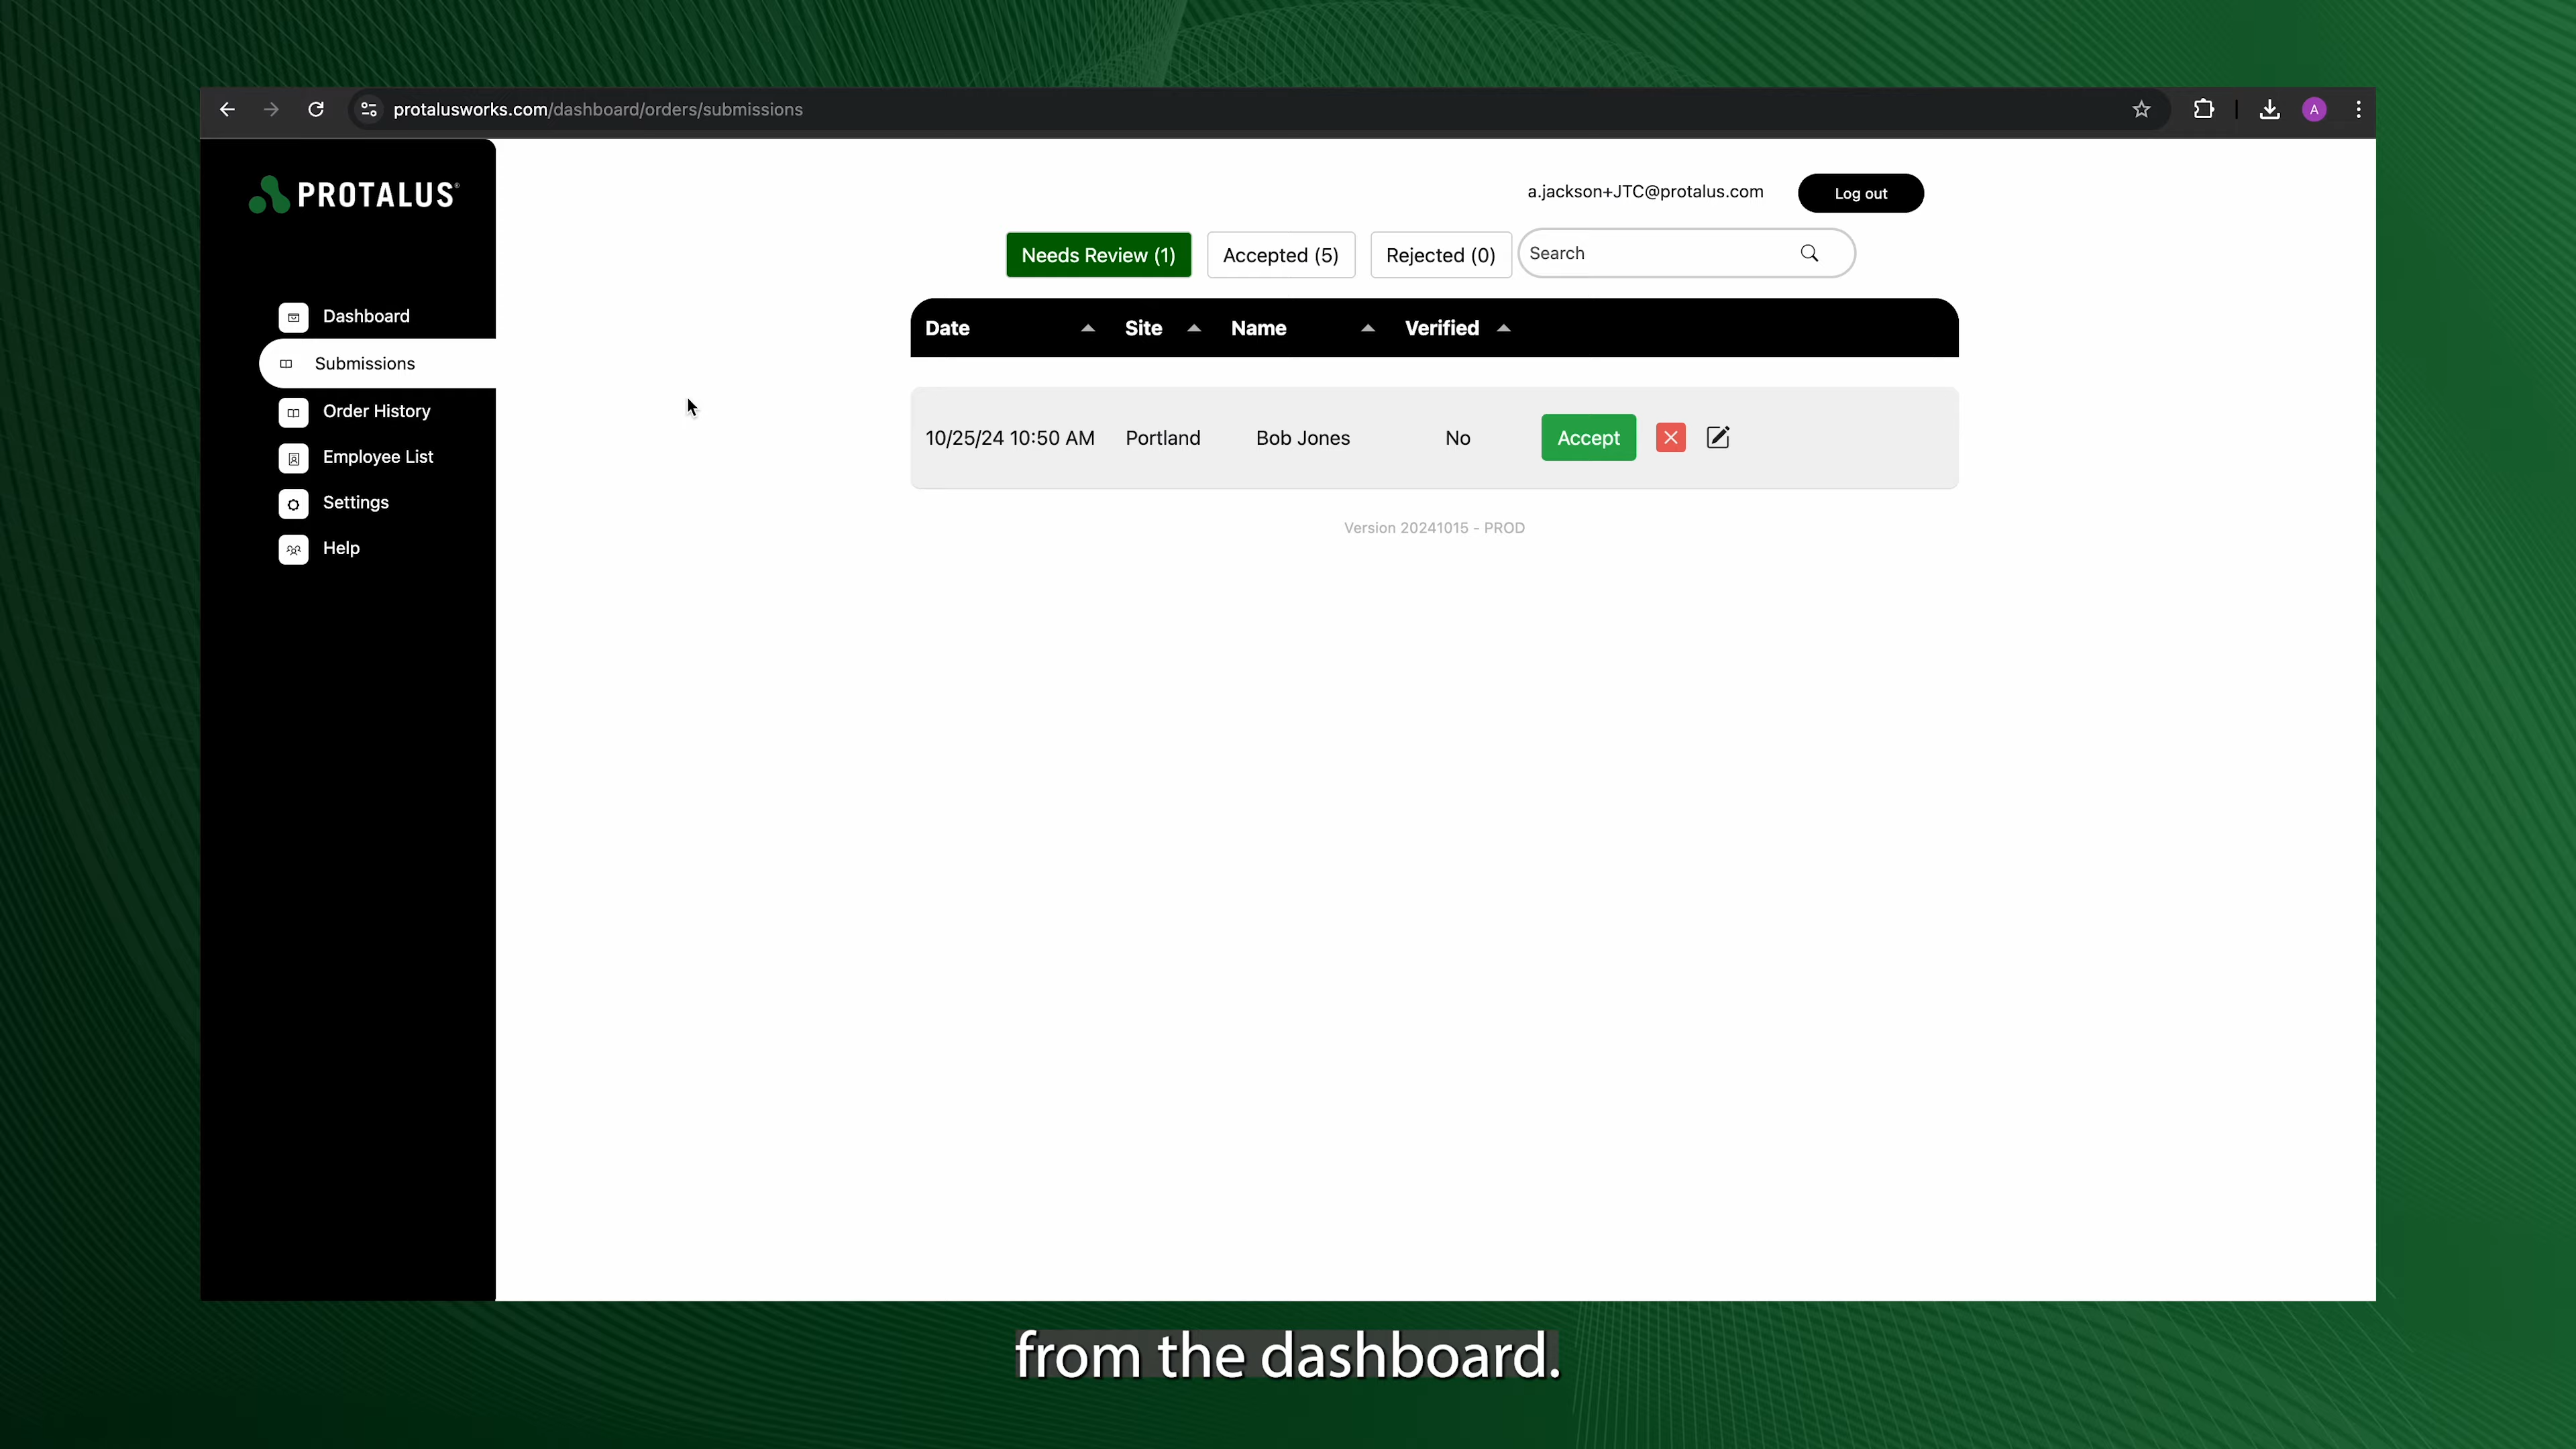 protalusworks.com/dashboard/orders/submissions
A
PROTALUS®
a.jackson+JTC@protalus.com
Log out
Needs Review (1)
Accepted (5)
Rejected (0)
Search
Dashboard
Submissions
Order History
Employee List
Settings
Help
Date Site Name Verified
10/25/24 10:50 AM Portland Bob Jones No Accept
Version 20241015 - PROD
from the dashboard.